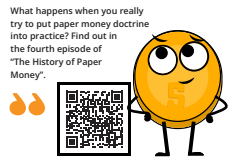 What happens when you really
try to put paper money doctrine
into practice? Find out in
the fourth episode of
“The History of Paper
Money”.